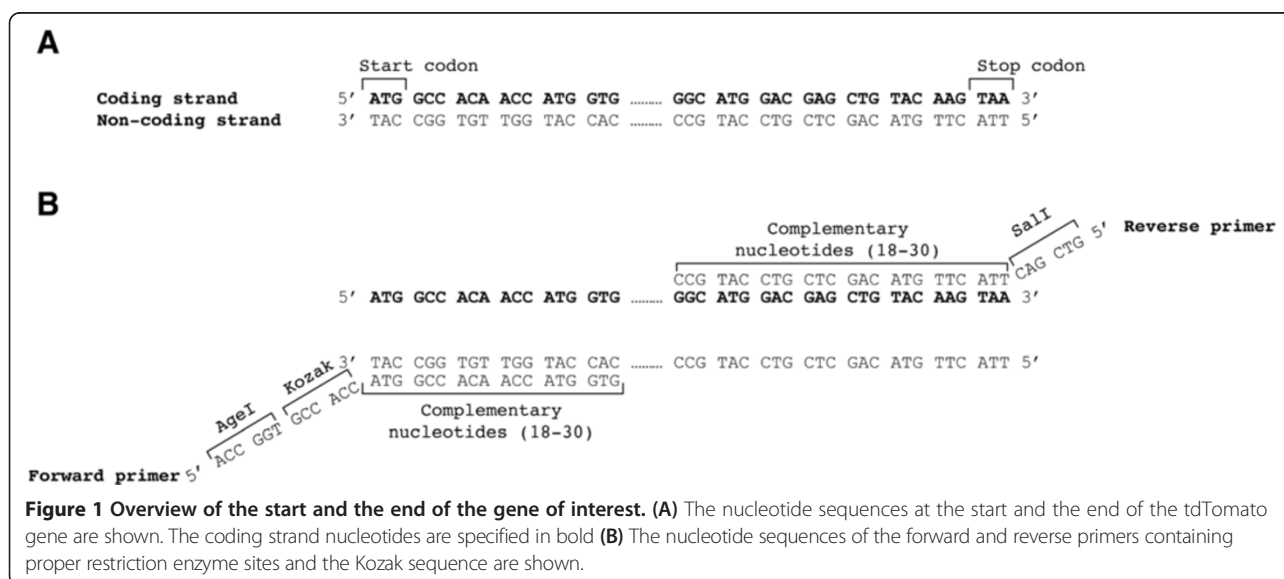 A
Start codon Stop codon
Coding strand 5′ ATG GCC ACA ACC ATG GTG ......... GGC ATG GAC GAG CTG TAC AAG TAA 3′
Non-coding strand 3′ TAC CGG TGT TGG TAC CAC ......... CCG TAC CTG CTC GAC ATG TTC ATT 5′
B
Complementary
nucleotides (18-30)
SalI
5′ Reverse primer
CCG TAC CTG CTC GAC ATG TTC ATT CAG CTG
5′ ATG GCC ACA ACC ATG GTG ......... GGC ATG GAC GAG CTG TAC AAG TAA 3′
3′ TAC CGG TGT TGG TAC CAC ......... CCG TAC CTG CTC GAC ATG TTC ATT 5′
AgeI Kozak
ACC GGT GCC ACC ATG GCC ACA ACC ATG GTG
Complementary
nucleotides (18-30)
Forward primer 5′
Figure 1 Overview of the start and the end of the gene of interest. (A) The nucleotide sequences at the start and the end of the tdTomato
gene are shown. The coding strand nucleotides are specified in bold (B) The nucleotide sequences of the forward and reverse primers containing
proper restriction enzyme sites and the Kozak sequence are shown.